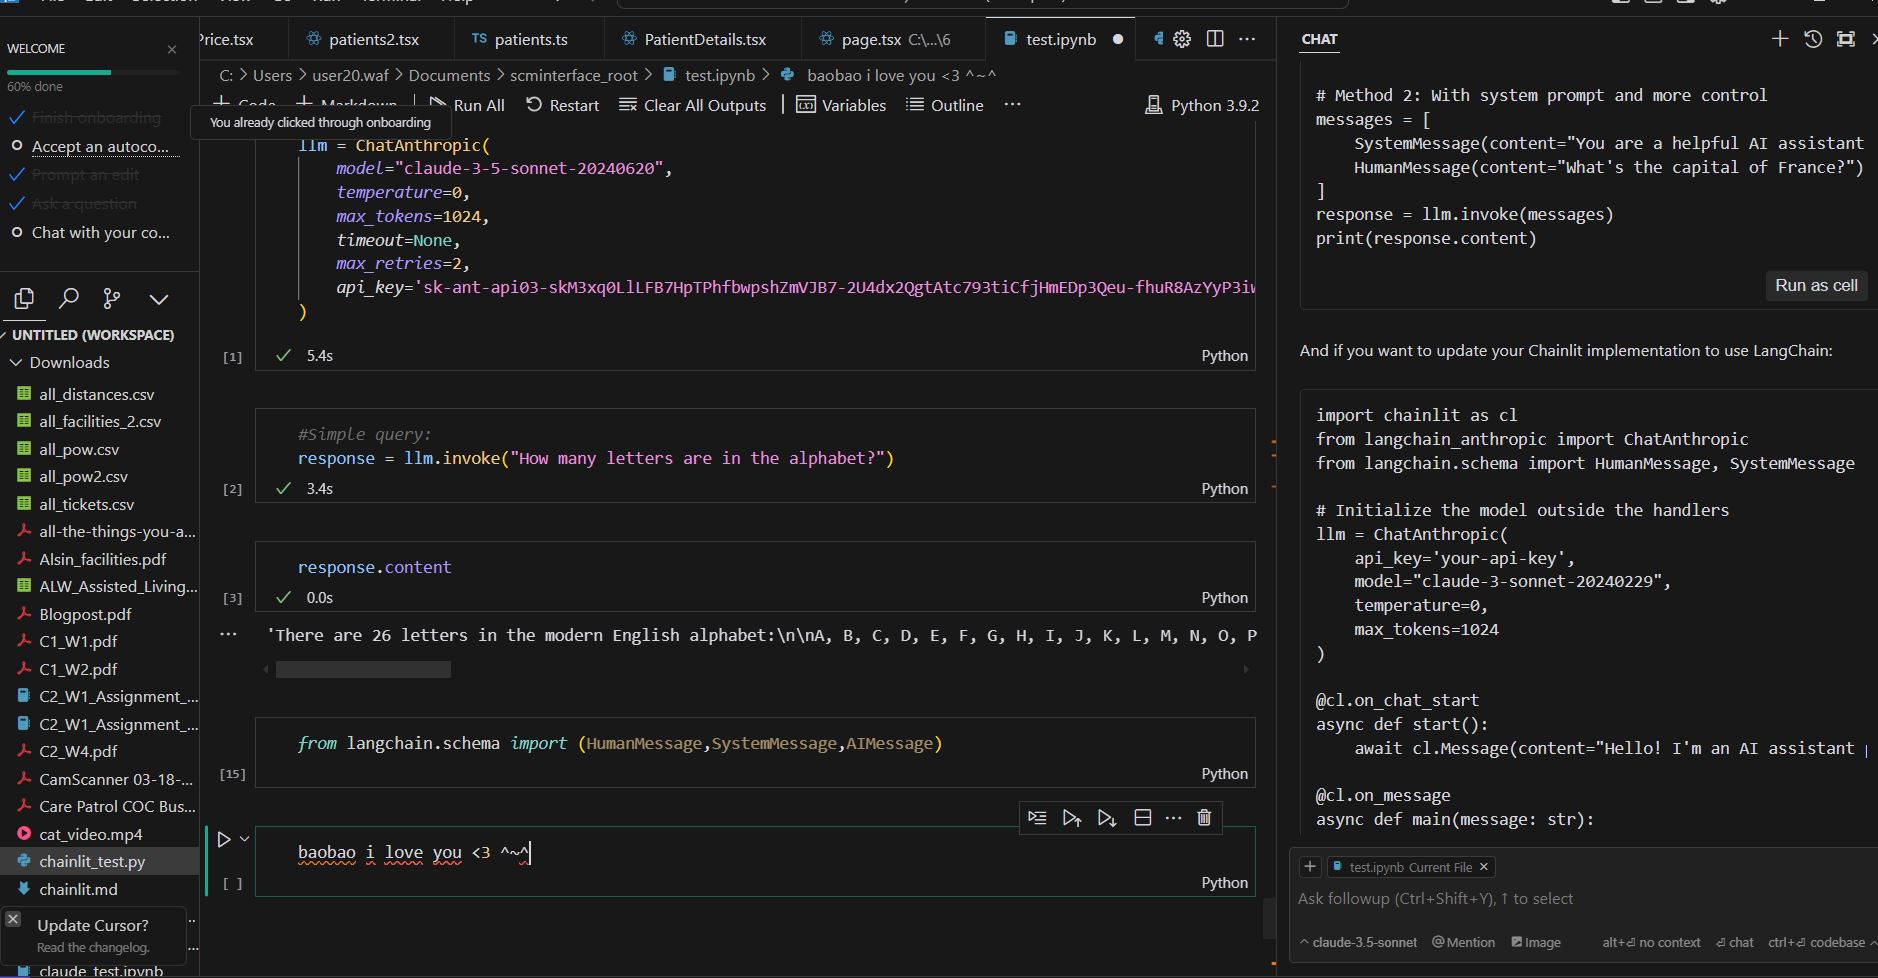 WELCOME
60% done
Finish onboarding
Accept an autoco...
Prompt an edit
Ask a question
Chat with your co...
You already clicked through onboarding
UNTITLED (WORKSPACE)
Downloads
all_distances.csv
all_facilities_2.csv
all_pow.csv
all_pow2.csv
all_tickets.csv
all-the-things-you-a...
Alsin_facilities.pdf
ALW_Assisted_Living...
Blogpost.pdf
C1_W1.pdf
C1_W2.pdf
C2_W1_Assignment_...
C2_W1_Assignment_...
C2_W4.pdf
CamScanner 03-18-...
Care Patrol COC Bus...
cat_video.mp4
chainlit_test.py
chainlit.md
Update Cursor?
Read the changelog.
claude_test.ipynb
Price.tsx
patients2.tsx
TS patients.ts
PatientDetails.tsx
page.tsx C:\...\6
test.ipynb
C: > Users > user20.waf > Documents > scminterface_root > test.ipynb > baobao i love you <3 ^~^
Code Markdown Run All Restart Clear All Outputs Variables Outline ... Python 3.9.2
llm = ChatAnthropic(
model="claude-3-5-sonnet-20240620",
temperature=0,
max_tokens=1024,
timeout=None,
max_retries=2,
)
[1] 5.4s Python
#Simple query:
response = llm.invoke("How many letters are in the alphabet?")
[2] 3.4s Python
response.content
[3] 0.0s Python
'There are 26 letters in the modern English alphabet:\n\nA, B, C, D, E, F, G, H, I, J, K, L, M, N, O, P
from langchain.schema import (HumanMessage,SystemMessage,AIMessage)
[15] Python
baobao i love you <3 ^~^
[ ] Python
CHAT
# Method 2: With system prompt and more control
messages = [
SystemMessage(content="You are a helpful AI assistant
HumanMessage(content="What's the capital of France?")
]
response = llm.invoke(messages)
print(response.content)
Run as cell
And if you want to update your Chainlit implementation to use LangChain:
import chainlit as cl
from langchain_anthropic import ChatAnthropic
from langchain.schema import HumanMessage, SystemMessage
# Initialize the model outside the handlers
llm = ChatAnthropic(
api_key='your-api-key',
model="claude-3-sonnet-20240229",
temperature=0,
max_tokens=1024
)
@cl.on_chat_start
async def start():
await cl.Message(content="Hello! I'm an AI assistant
@cl.on_message
async def main(message: str):
test.ipynb Current File
Ask followup (Ctrl+Shift+Y), ↑ to select
claude-3.5-sonnet @ Mention Image alt+⏎ no context ⏎ chat ctrl+⏎ codebase